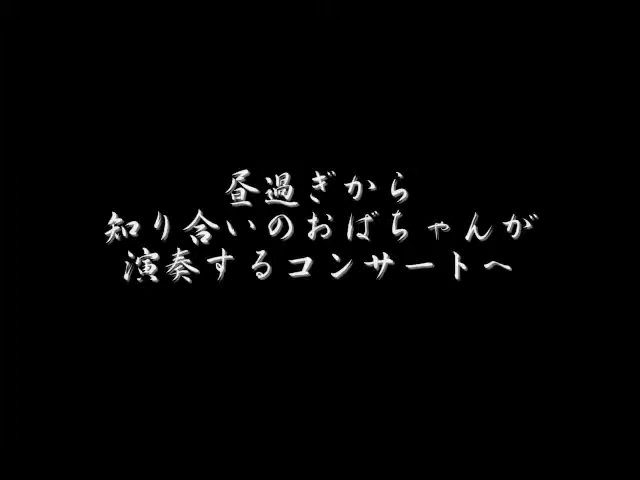 昼過ぎから
知り合いのおばちゃんが
演奏するコンサートへ